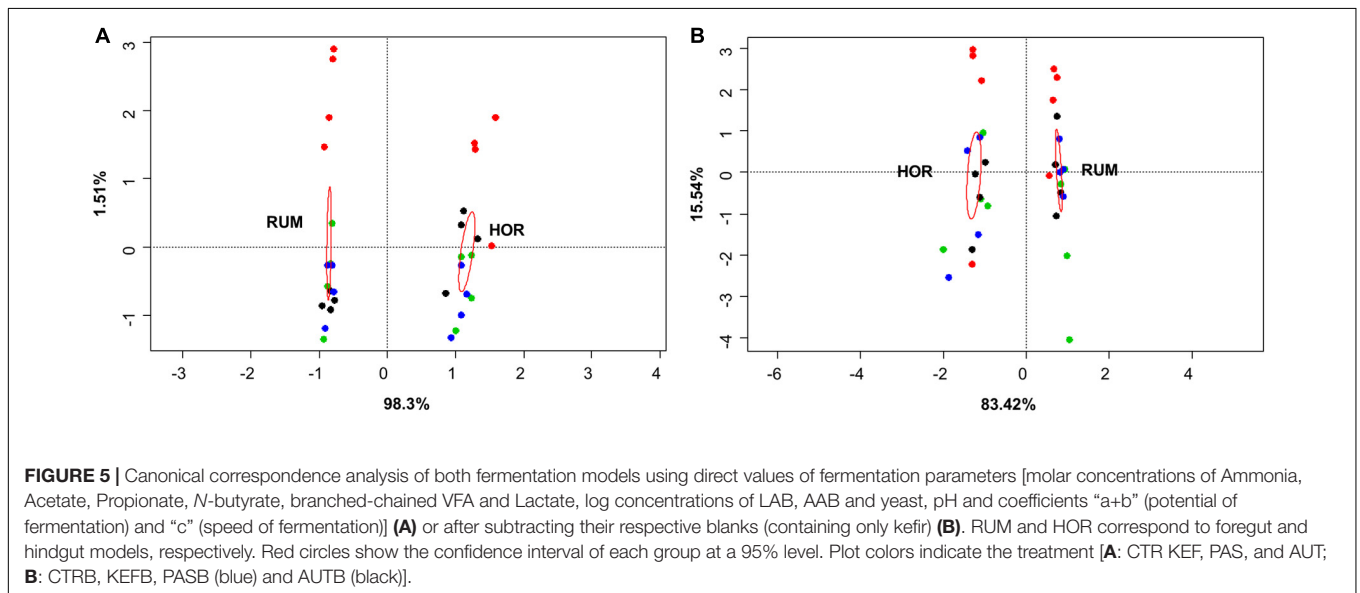 A
B
3
2
1
0
-1
1.51%
RUM
HOR
-3 -2 -1 0 1 2 3 4
98.3%
3
2
1
0
-1
-2
-3
-4
15.54%
HOR
RUM
-6 -4 -2 0 2 4
83.42%
FIGURE 5 | Canonical correspondence analysis of both fermentation models using direct values of fermentation parameters [molar concentrations of Ammonia,
Acetate, Propionate, N-butyrate, branched-chained VFA and Lactate, log concentrations of LAB, AAB and yeast, pH and coefficients “a+b” (potential of
fermentation) and “c” (speed of fermentation)] (A) or after subtracting their respective blanks (containing only kefir) (B). RUM and HOR correspond to foregut and
hindgut models, respectively. Red circles show the confidence interval of each group at a 95% level. Plot colors indicate the treatment [A: CTR KEF, PAS, and AUT;
B: CTRB, KEFB, PASB (blue) and AUTB (black)].